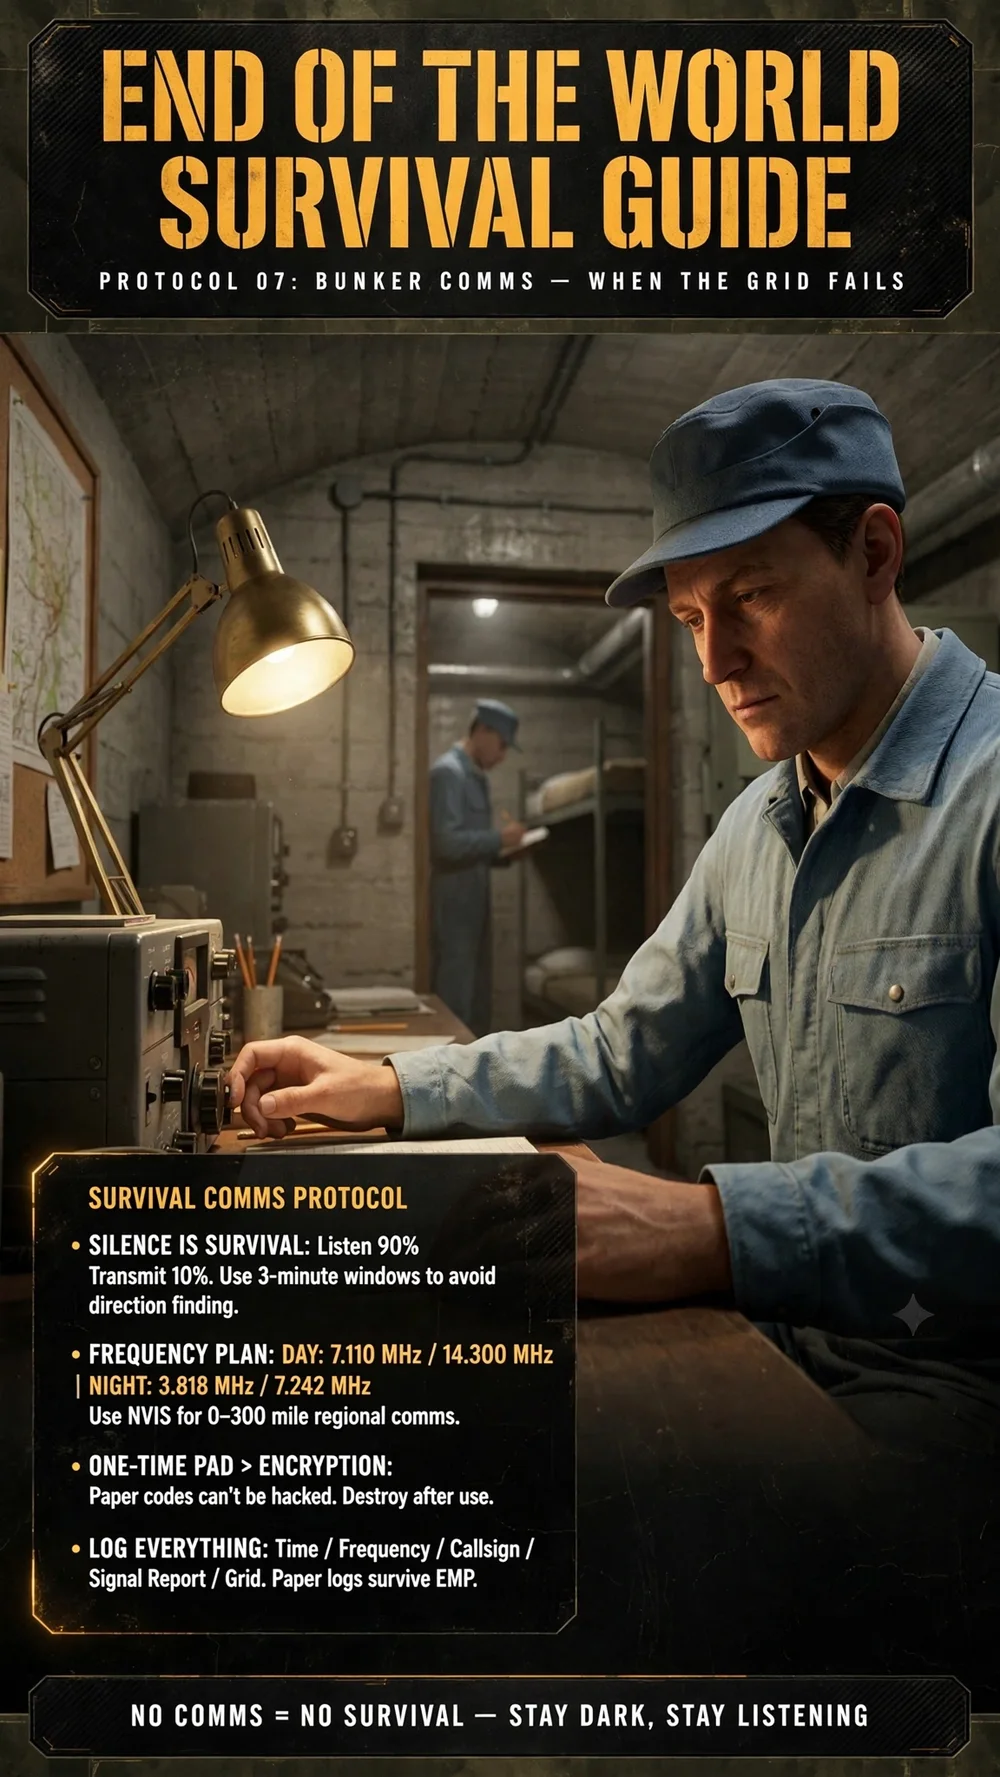 END OF THE WORLD
SURVIVAL GUIDE
PROTOCOL 07: BUNKER COMMS — WHEN THE GRID FAILS
SURVIVAL COMMS PROTOCOL
• SILENCE IS SURVIVAL: Listen 90%
Transmit 10%. Use 3-minute windows to avoid
direction finding.
• FREQUENCY PLAN: DAY: 7.110 MHz / 14.300 MHz
| NIGHT: 3.818 MHz / 7.242 MHz
Use NVIS for 0–300 mile regional comms.
• ONE-TIME PAD > ENCRYPTION:
Paper codes can't be hacked. Destroy after use.
• LOG EVERYTHING: Time / Frequency / Callsign /
Signal Report / Grid. Paper logs survive EMP.
NO COMMS = NO SURVIVAL — STAY DARK, STAY LISTENING